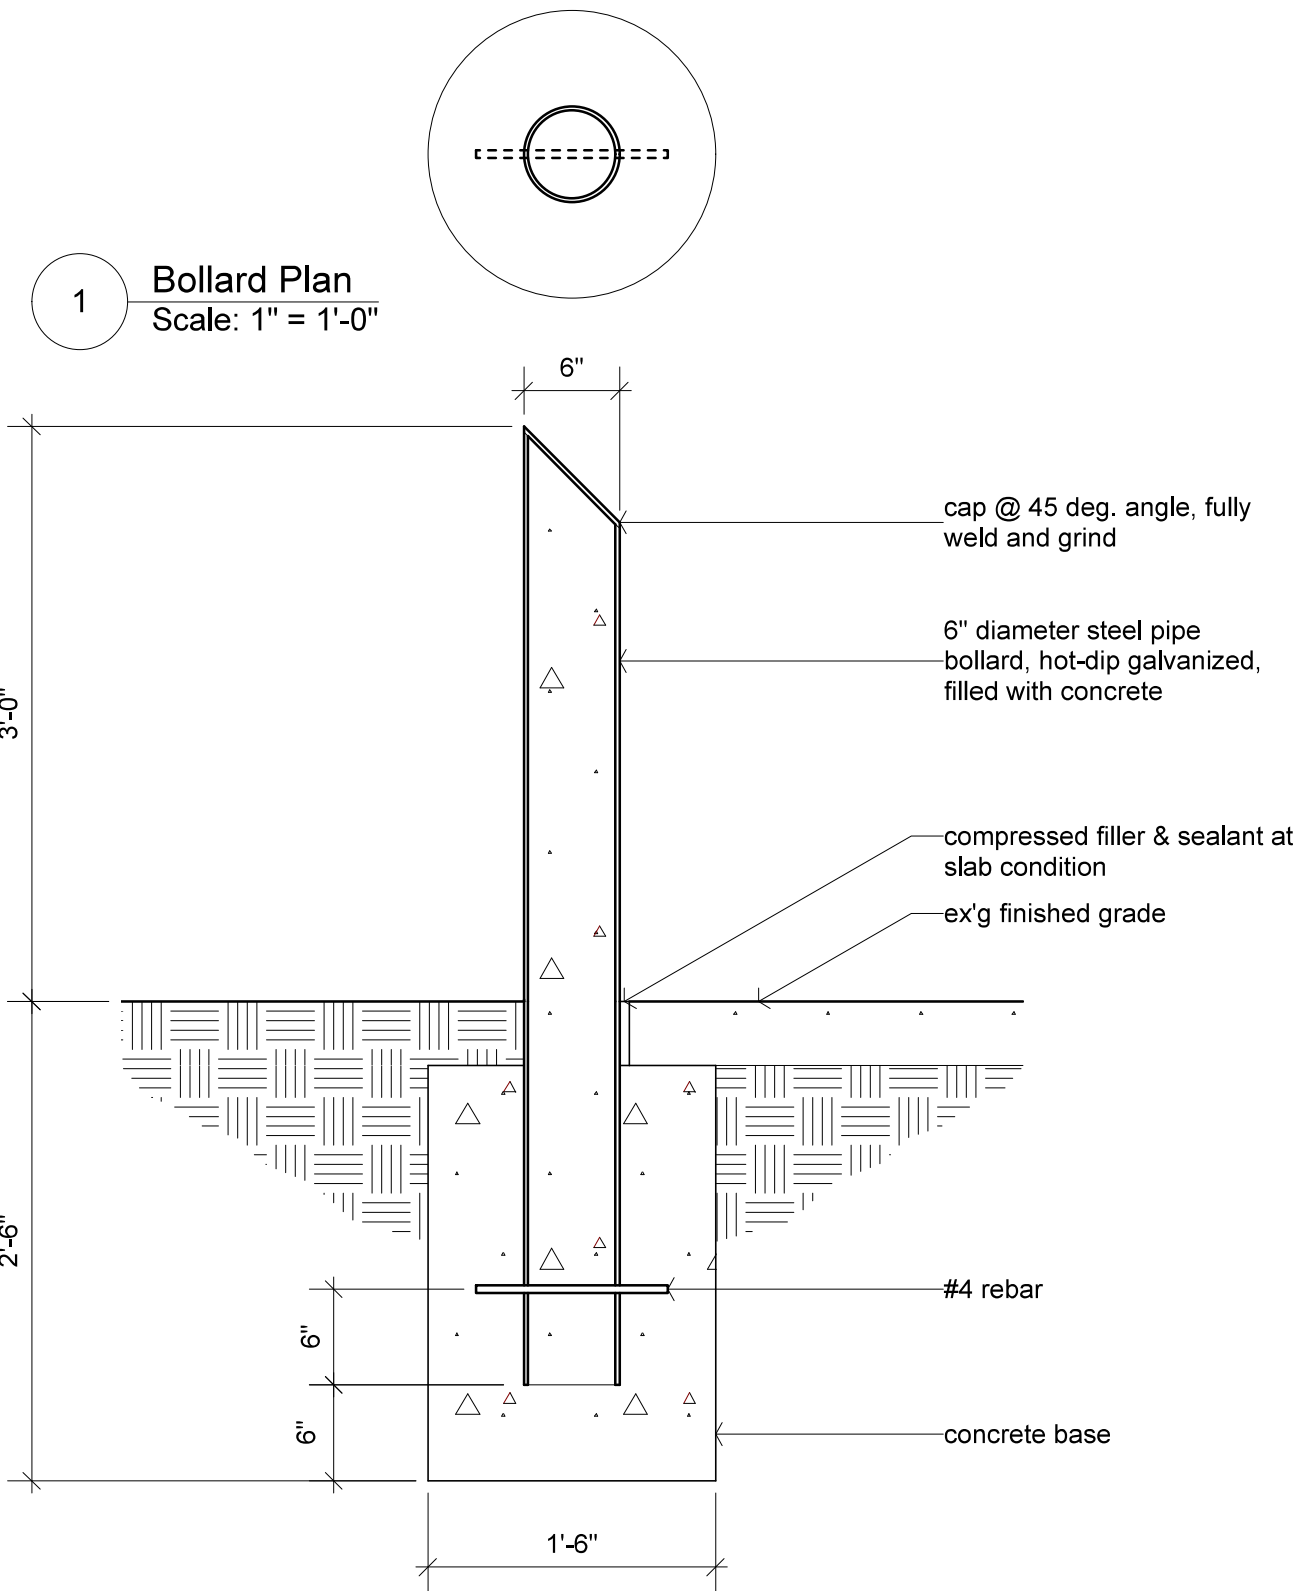 1
Bollard Plan
Scale: 1" = 1'-0"
6"
cap @ 45 deg. angle, fully
weld and grind
6" diameter steel pipe
bollard, hot-dip galvanized,
filled with concrete
3'-0"
compressed filler & sealant at
slab condition
ex'g finished grade
2'-6"
#4 rebar
6"
6"
concrete base
1'-6"